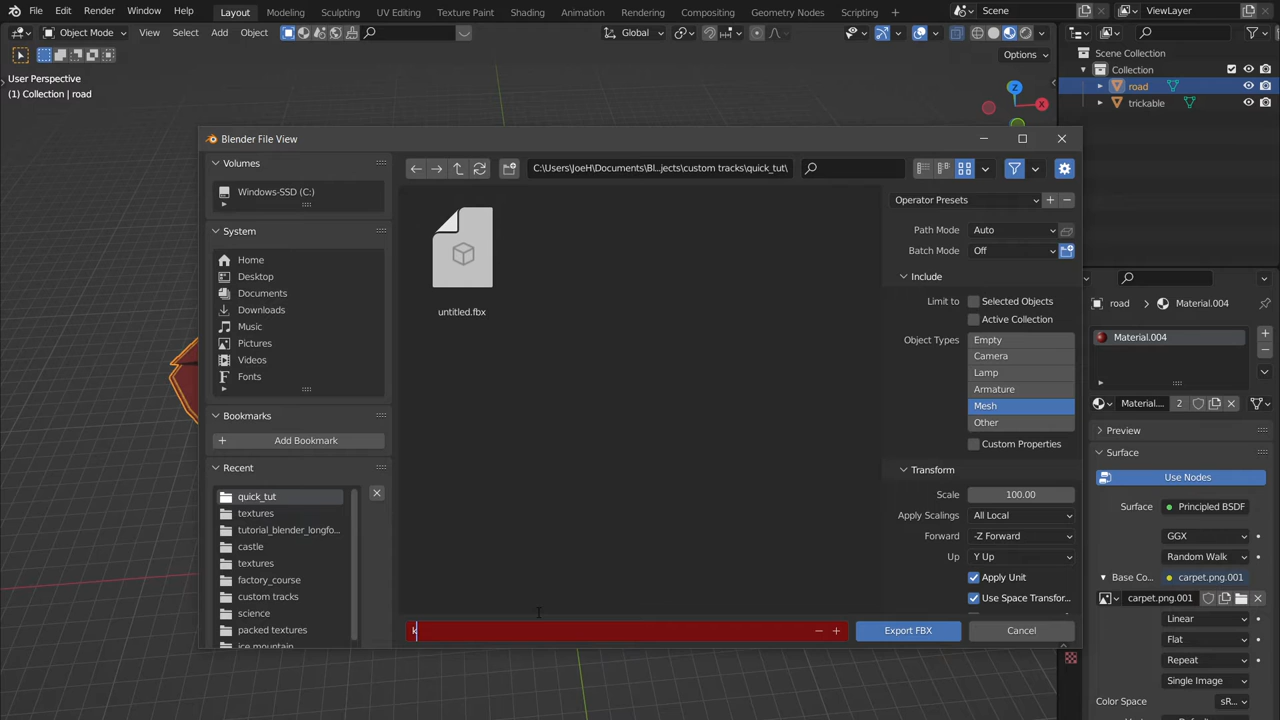 File Edit Render Window Help Layout Modeling Sculpting UV Editing Texture Paint Shading Animation Rendering Compositing Geometry Nodes Scripting + Scene ViewLayer
Object Mode View Select Add Object Global
Options
User Perspective
(1) Collection | road
Z
X
Scene Collection
Collection
road
trickable
Blender File View
Volumes
Windows-SSD (C:)
System
Home
Desktop
Documents
Downloads
Music
Pictures
Videos
Fonts
Bookmarks
Add Bookmark
Recent
quick_tut
textures
tutorial_blender_longfo...
castle
textures
factory_course
custom tracks
science
packed textures
ice mountain
C:\Users\JoeH\Documents\Bl...jects\custom tracks\quick_tut\
untitled.fbx
k
Export FBX
Cancel
Operator Presets
Path Mode Auto
Batch Mode Off
Include
Limit to Selected Objects
Active Collection
Object Types Empty
Camera
Lamp
Armature
Mesh
Other
Custom Properties
Transform
Scale 100.00
Apply Scalings All Local
Forward -Z Forward
Up Y Up
Apply Unit
Use Space Transfor...
road Material.004
Material.004
Material.... 2
Preview
Surface
Use Nodes
Surface Principled BSDF
GGX
Random Walk
Base Co... carpet.png.001
carpet.png.001
Linear
Flat
Repeat
Single Image
Color Space sR...